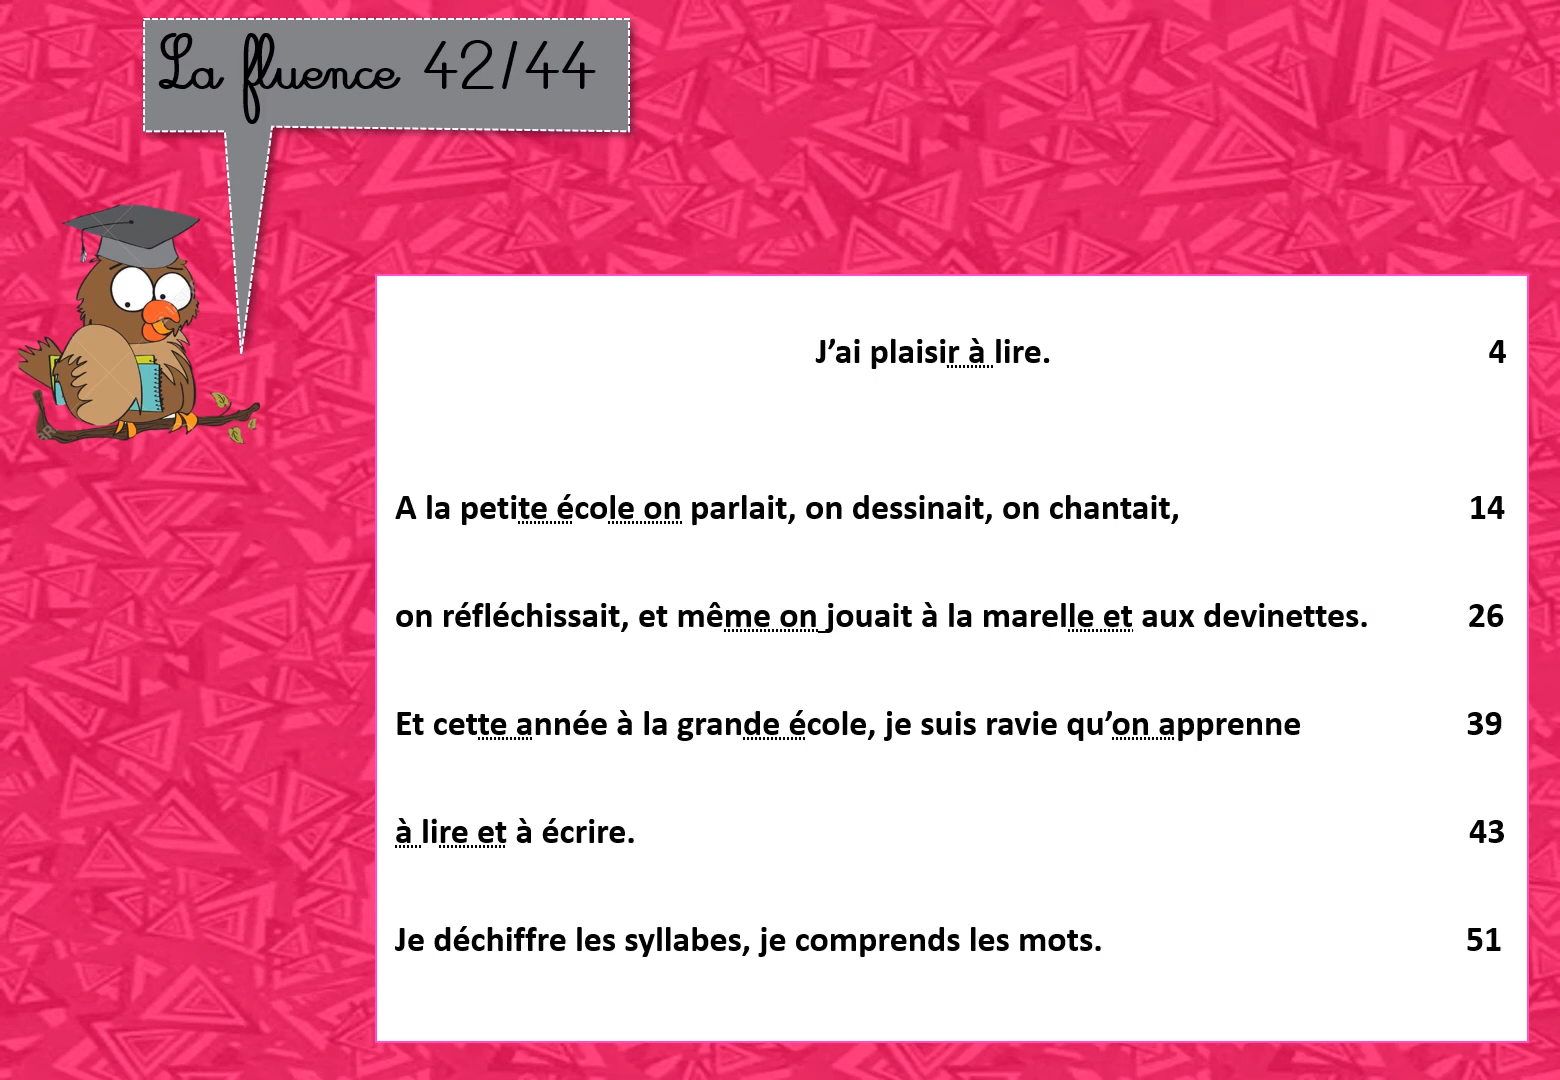 La fluence 42/44
J’ai plaisir à lire. 4
A la petite école on parlait, on dessinait, on chantait, 14
on réfléchissait, et même on jouait à la marelle et aux devinettes. 26
Et cette année à la grande école, je suis ravie qu’on apprenne 39
à lire et à écrire. 43
Je déchiffre les syllabes, je comprends les mots. 51